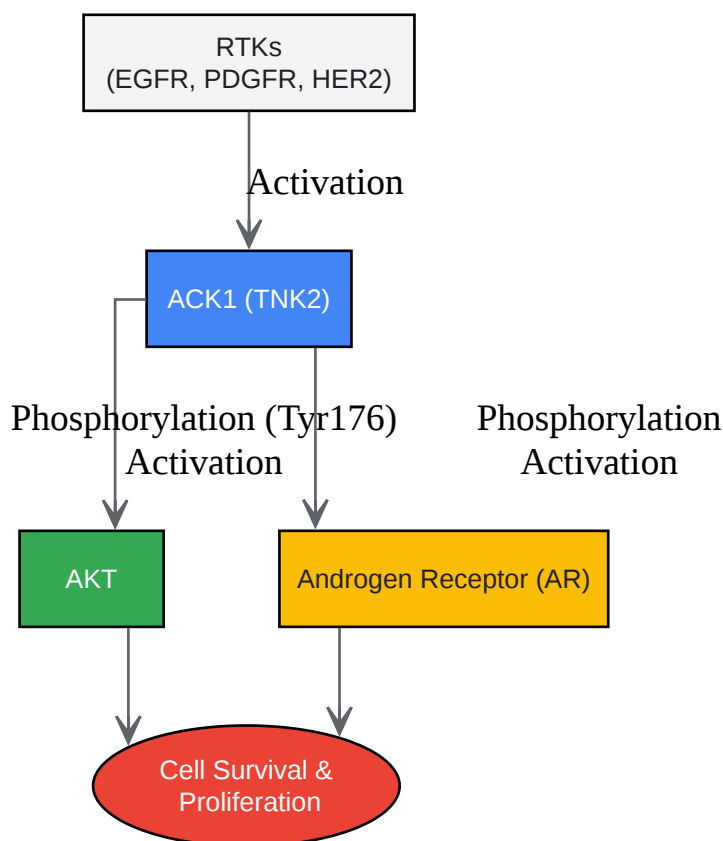 RTKs
(EGFR, PDGFR, HER2)
Activation
ACK1 (TNK2)
Phosphorylation (Tyr176)
Activation
Phosphorylation
Activation
AKT
Androgen Receptor (AR)
Cell Survival &
Proliferation